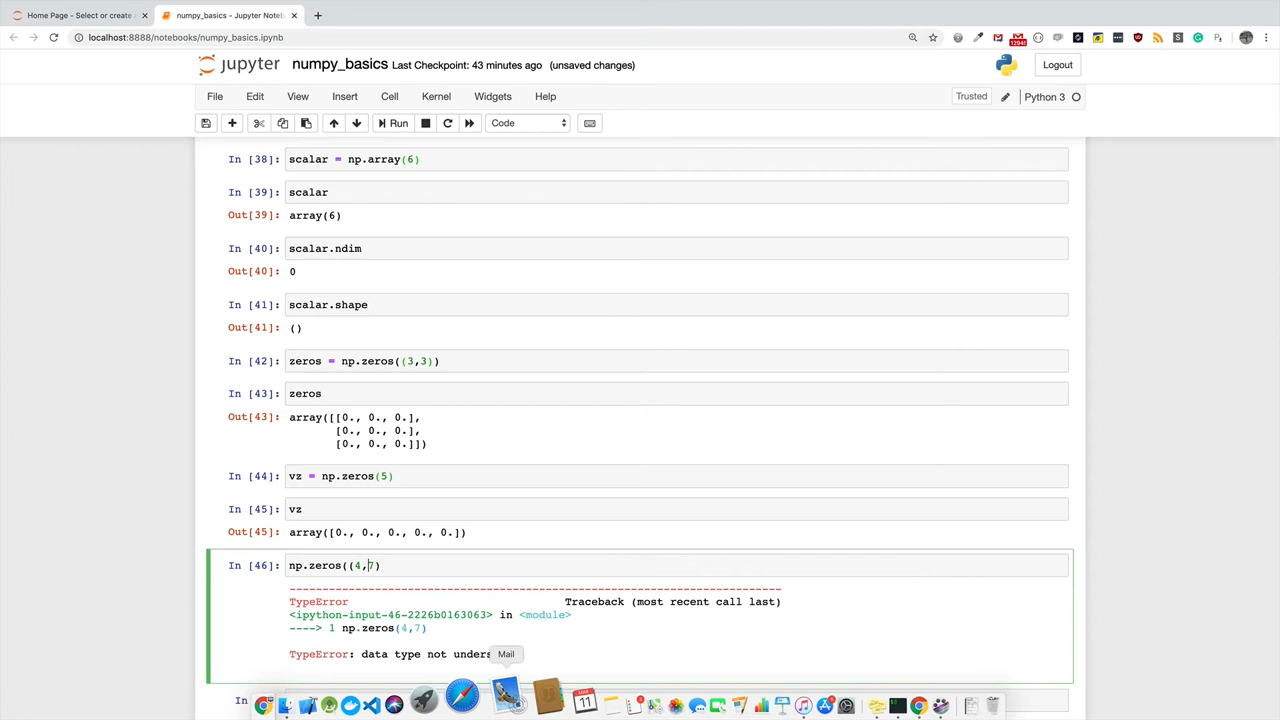 Home Page - Select or create
numpy_basics - Jupyter Noteb
localhost:8888/notebooks/numpy_basics.ipynb
jupyter numpy_basics Last Checkpoint: 43 minutes ago (unsaved changes) Logout
File Edit View Insert Cell Kernel Widgets Help Trusted Python 3
Run Code
In [38]: scalar = np.array(6)
In [39]: scalar
Out[39]: array(6)
In [40]: scalar.ndim
Out[40]: 0
In [41]: scalar.shape
Out[41]: ()
In [42]: zeros = np.zeros((3,3))
In [43]: zeros
Out[43]: array([[0., 0., 0.],
[0., 0., 0.],
[0., 0., 0.]])
In [44]: vz = np.zeros(5)
In [45]: vz
Out[45]: array([0., 0., 0., 0., 0.])
In [46]: np.zeros((4,7)
TypeError Traceback (most recent call last)
<ipython-input-46-2226b0163063> in <module>
----> 1 np.zeros(4,7)
TypeError: data type not unders
Mail
MAR
11